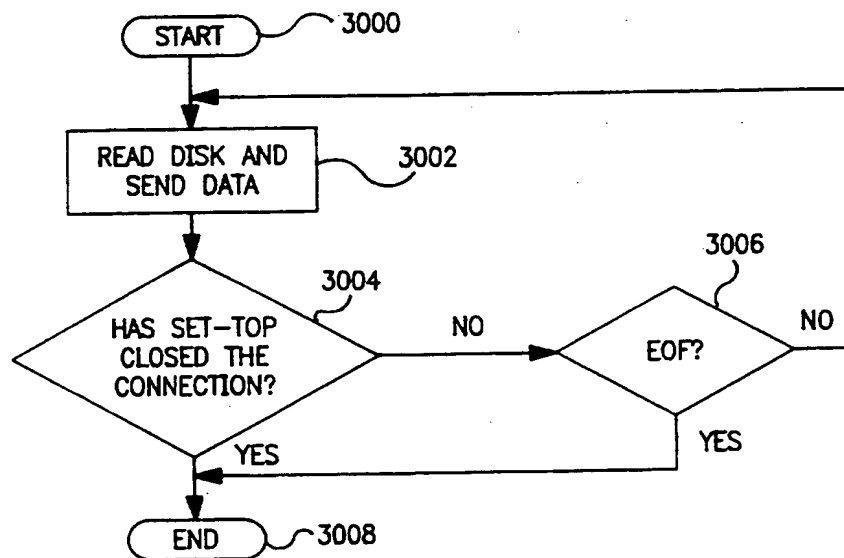 START
3000
READ DISK AND
SEND DATA
3002
HAS SET-TOP
CLOSED THE
CONNECTION?
3004
NO
EOF?
3006
NO
YES
YES
END
3008